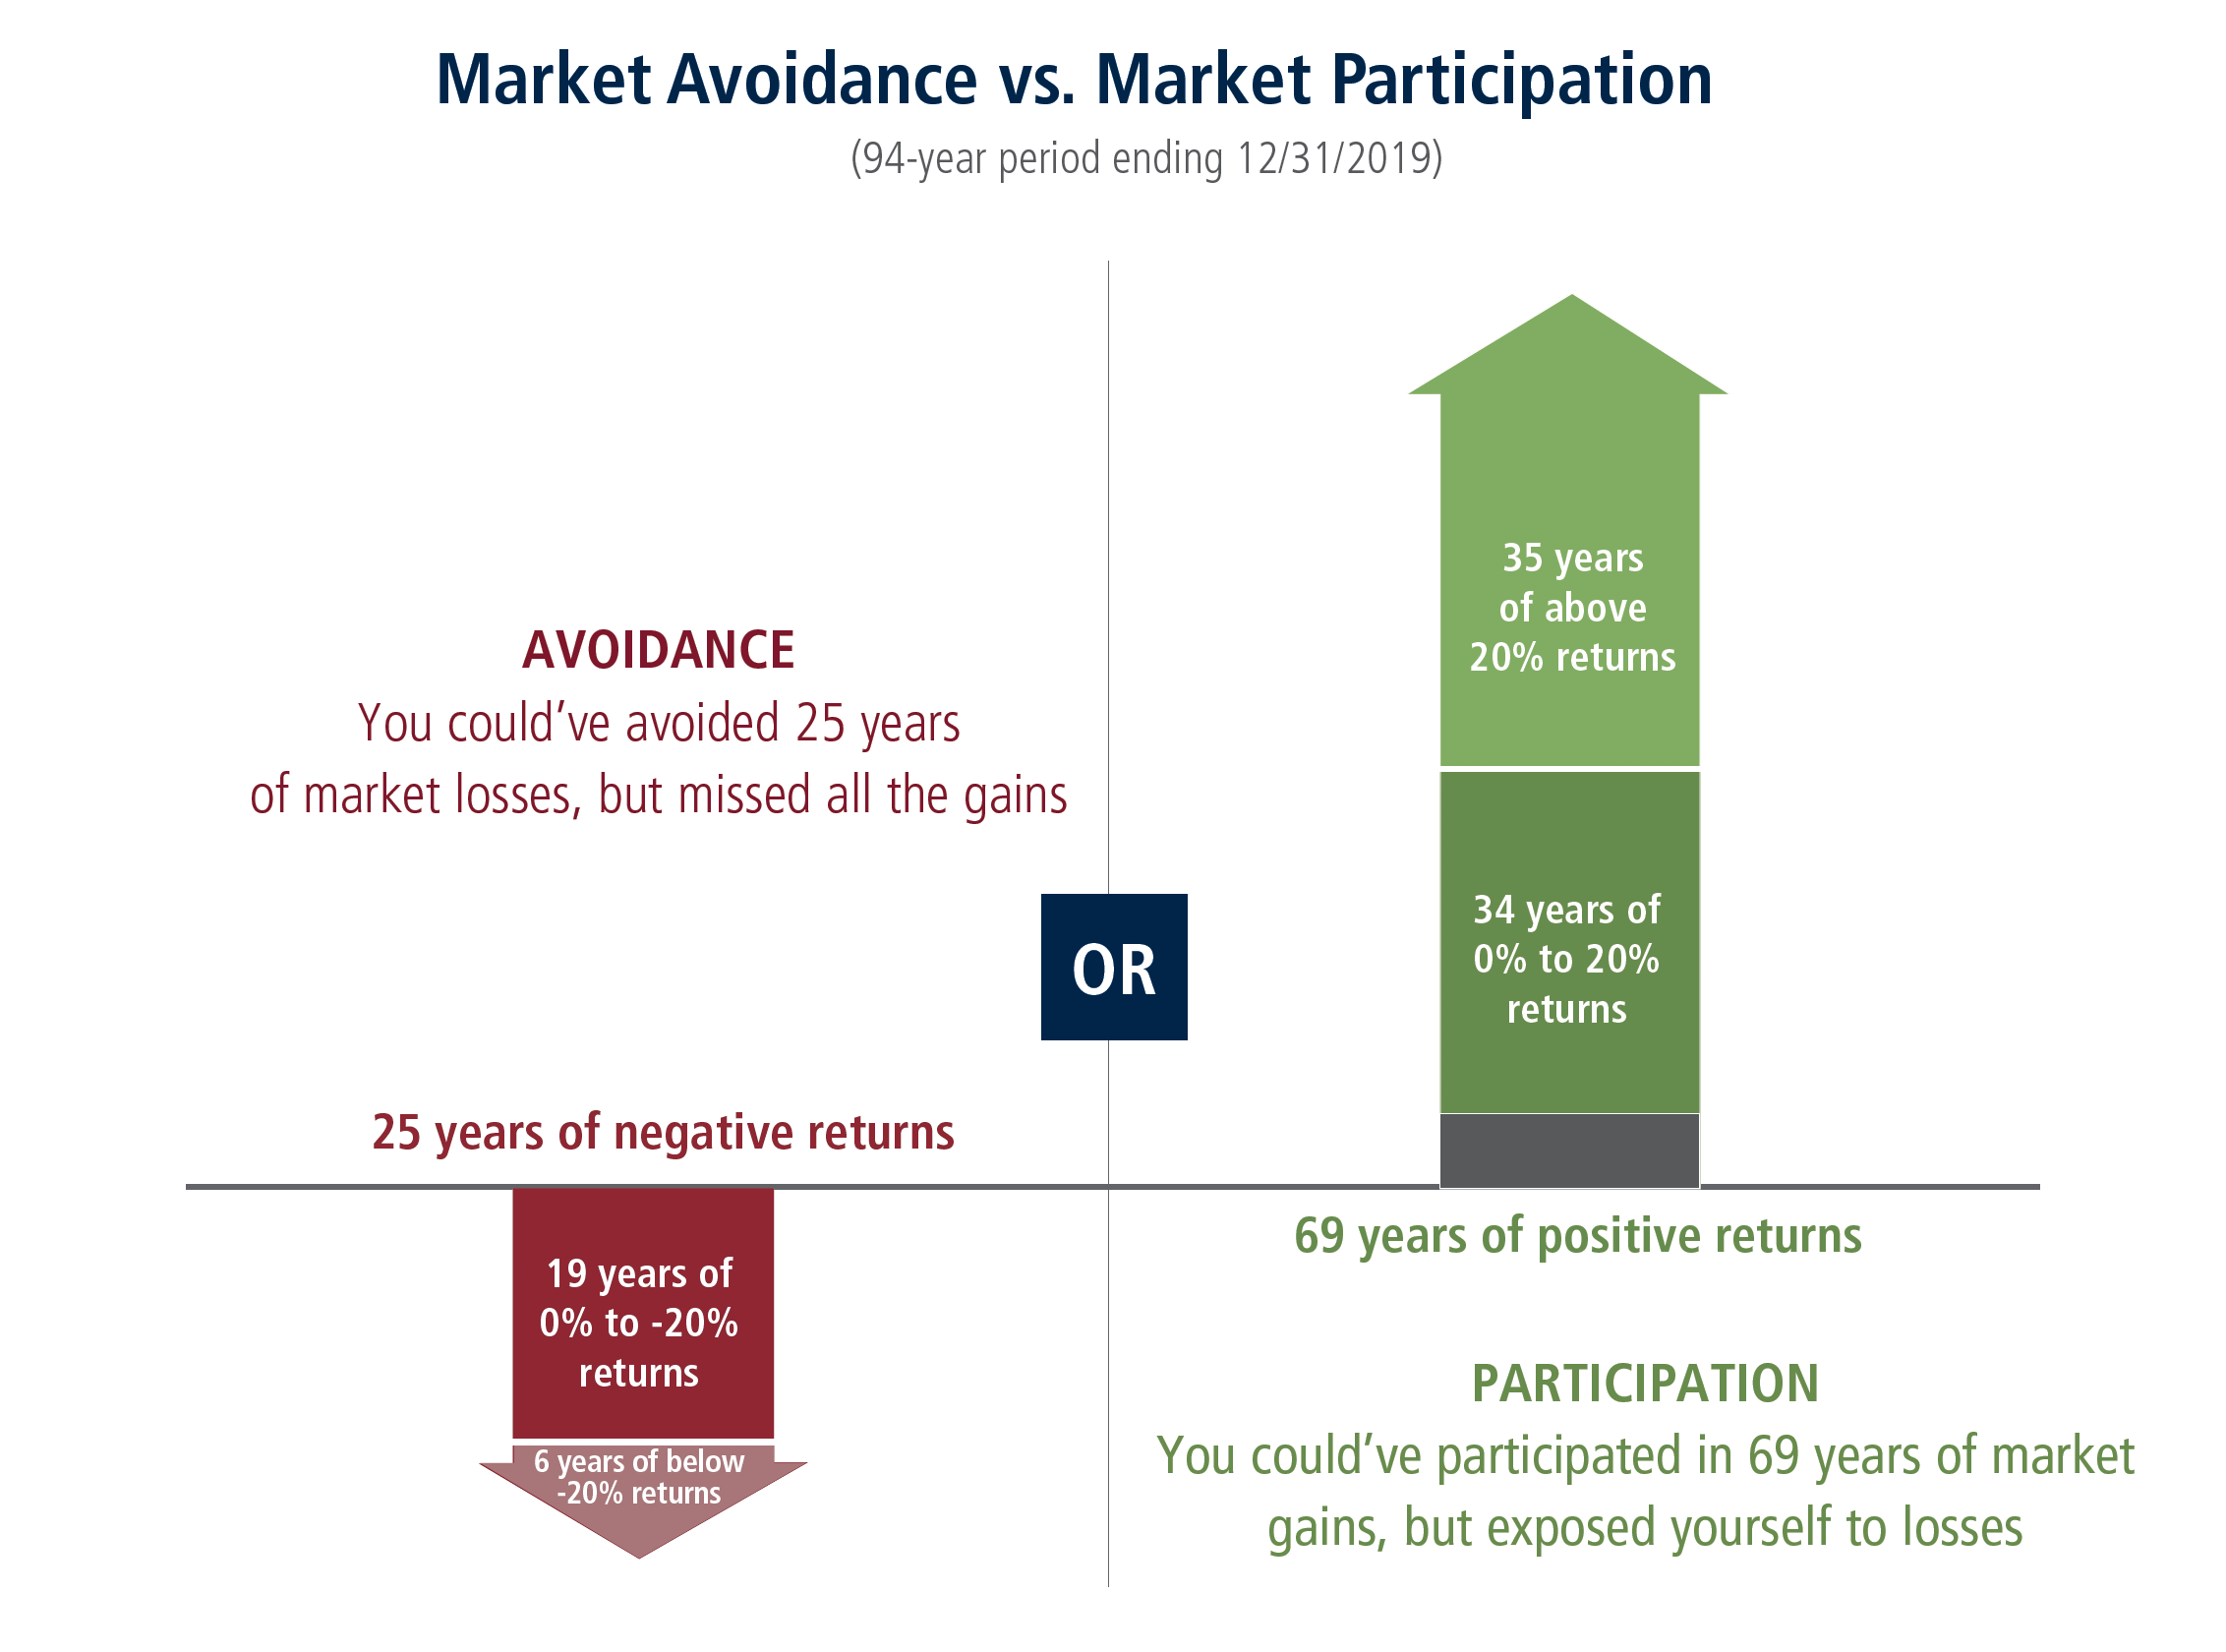 Market Avoidance vs. Market Participation
(94-year period ending 12/31/2019)
AVOIDANCE
You could’ve avoided 25 years
of market losses, but missed all the gains
25 years of negative returns
19 years of
0% to -20%
returns
6 years of below
-20% returns
OR
35 years
of above
20% returns
34 years of
0% to 20%
returns
69 years of positive returns
PARTICIPATION
You could’ve participated in 69 years of market
gains, but exposed yourself to losses